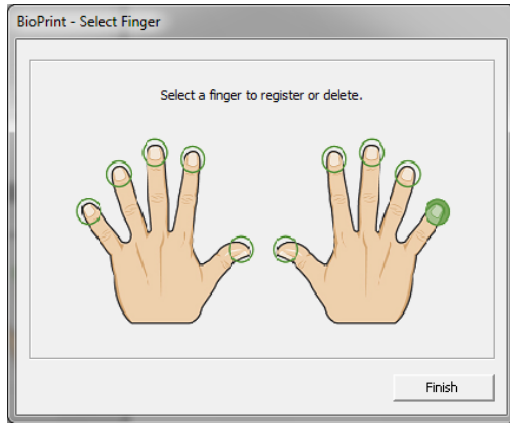 BioPrint - Select Finger
Select a finger to register or delete.
Finish